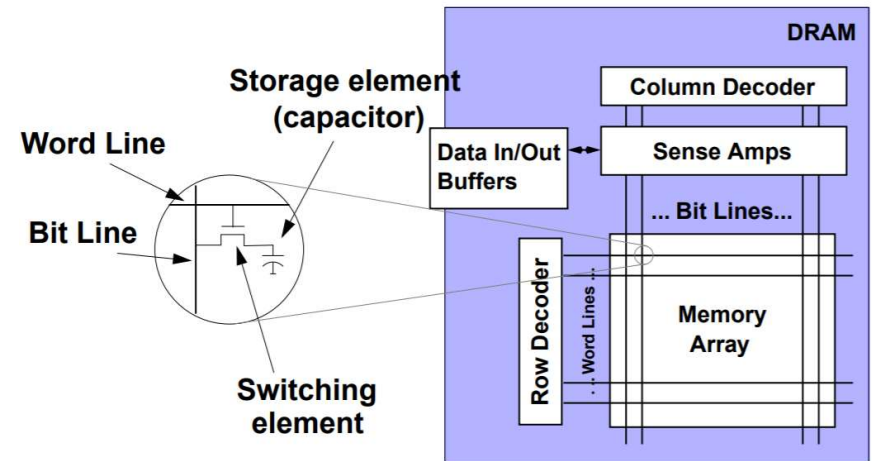 DRAM
Column Decoder
Storage element
(capacitor)
Word Line
Data In/Out
Buffers
Sense Amps
Bit Line
... Bit Lines...
Row Decoder
... Word Lines ...
Memory
Array
Switching
element